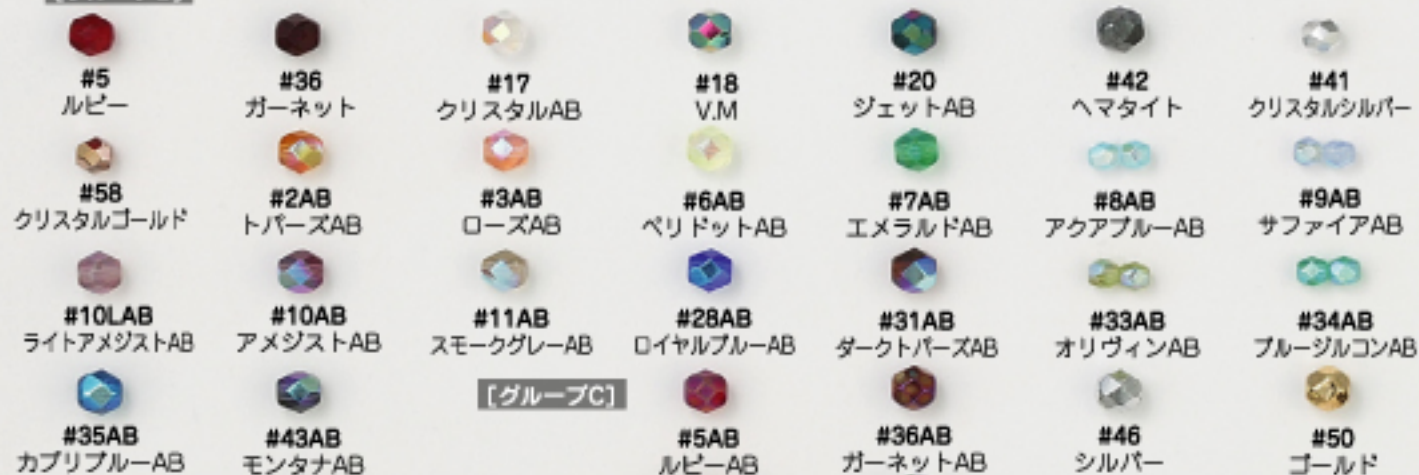 #5
ルビー
#36
ガーネット
#17
クリスタルAB
#18
V.M
#20
ジェットAB
#42
ヘマタイト
#41
クリスタルシルバー
#58
クリスタルゴールド
#2AB
トパーズAB
#3AB
ローズAB
#6AB
ペリドットAB
#7AB
エメラルドAB
#8AB
アクアブルーAB
#9AB
サファイアAB
#10LAB
ライトアメジストAB
#10AB
アメジストAB
#11AB
スモークグレーAB
#28AB
ロイヤルブルーAB
#31AB
ダークトパーズAB
#33AB
オリヴィンAB
#34AB
ブルージルコンAB
#35AB
カプリブルーAB
#43AB
モンタナAB
[グループC]
#5AB
ルビーAB
#36AB
ガーネットAB
#46
シルバー
#50
ゴールド